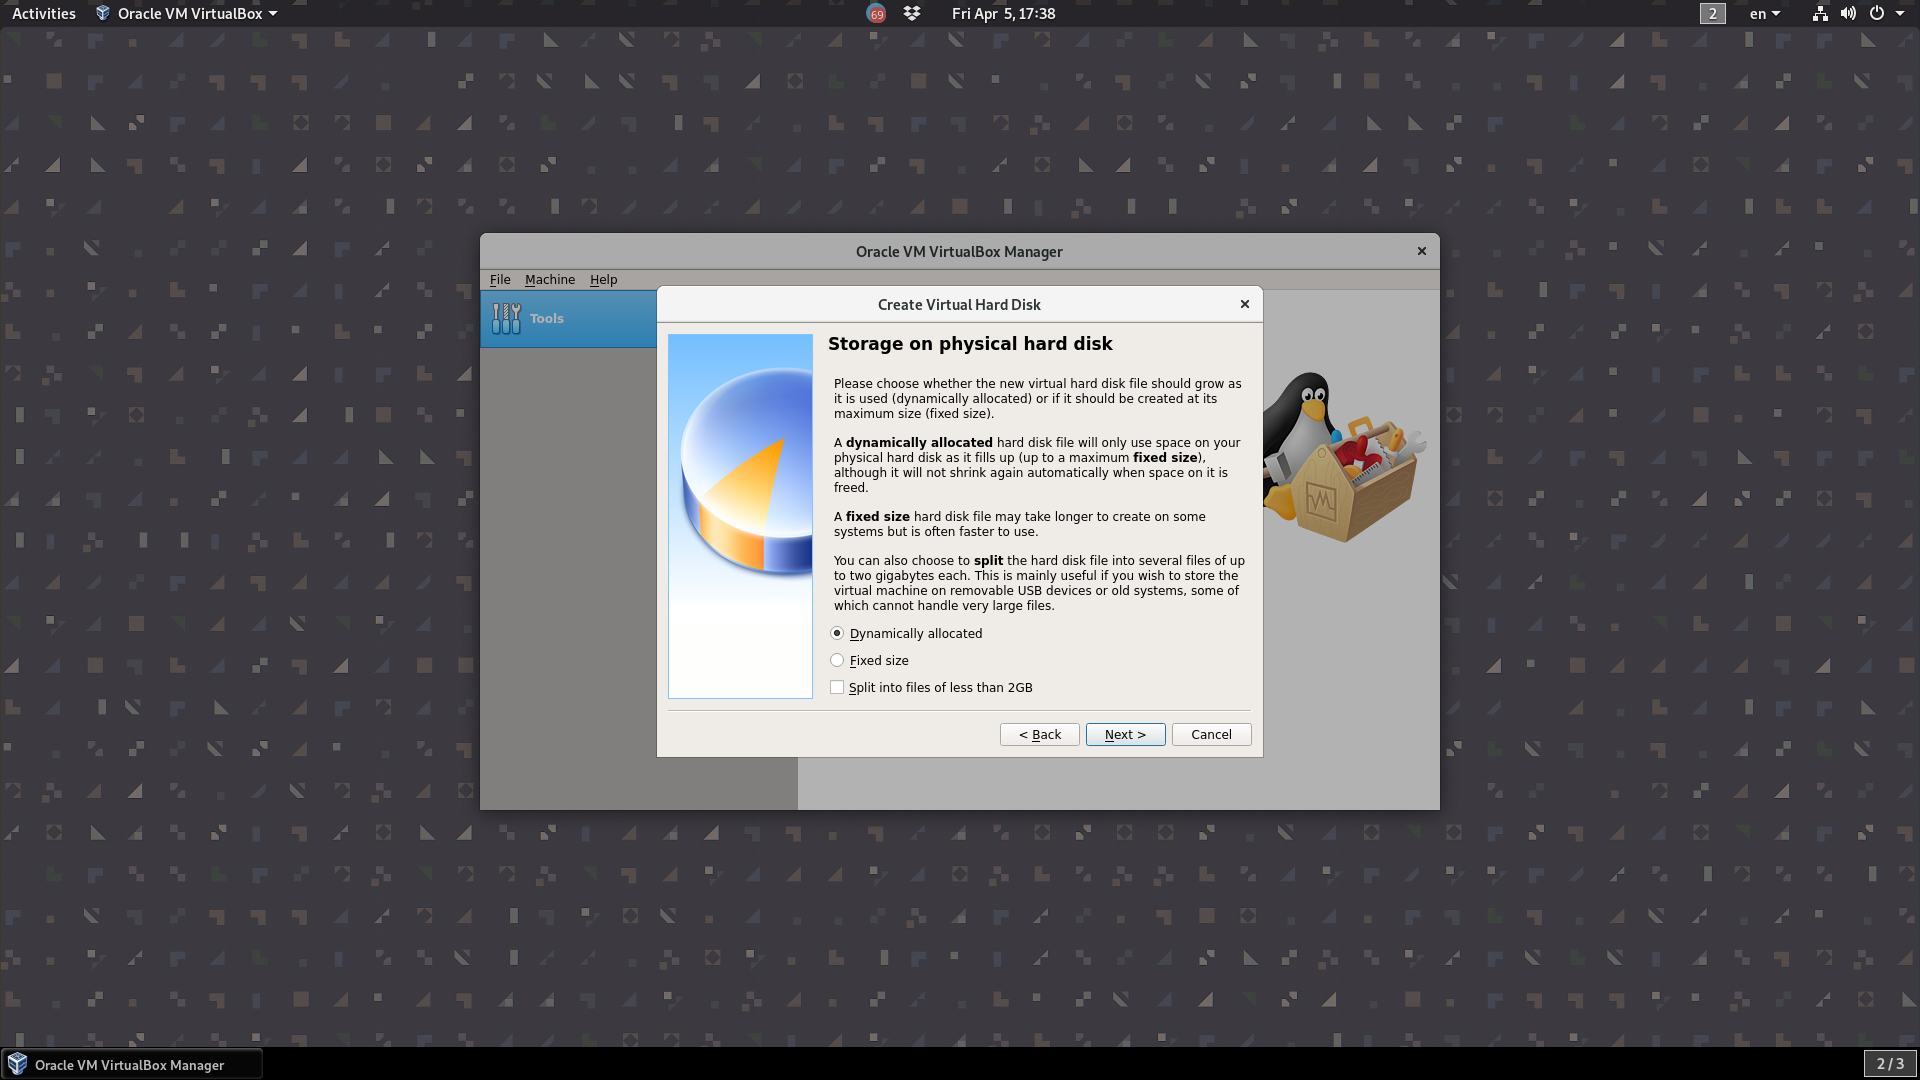 Activities
Oracle VM VirtualBox
69
Fri Apr 5, 17:38
2
en
Oracle VM VirtualBox Manager
File Machine Help
Tools
Create Virtual Hard Disk
Storage on physical hard disk
Please choose whether the new virtual hard disk file should grow as
it is used (dynamically allocated) or if it should be created at its
maximum size (fixed size).
A dynamically allocated hard disk file will only use space on your
physical hard disk as it fills up (up to a maximum fixed size),
although it will not shrink again automatically when space on it is
freed.
A fixed size hard disk file may take longer to create on some
systems but is often faster to use.
You can also choose to split the hard disk file into several files of up
to two gigabytes each. This is mainly useful if you wish to store the
virtual machine on removable USB devices or old systems, some of
which cannot handle very large files.
Dynamically allocated
Fixed size
Split into files of less than 2GB
< Back
Next >
Cancel
Oracle VM VirtualBox Manager
2 / 3